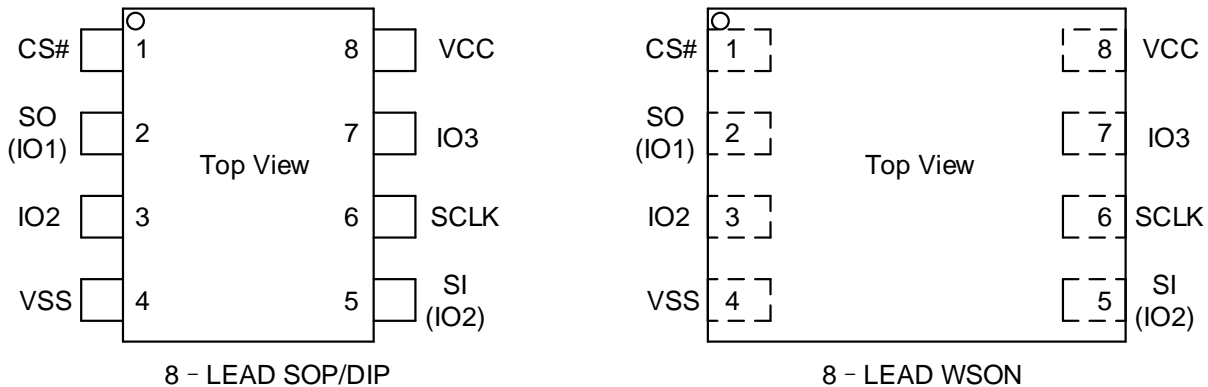 CS#
1
8
VCC
SO
(IO1)
2
7
IO3
Top View
IO2
3
6
SCLK
VSS
4
5
SI
(IO2)
8 - LEAD SOP/DIP
CS#
1
8
VCC
SO
(IO1)
2
7
IO3
Top View
IO2
3
6
SCLK
VSS
4
5
SI
(IO2)
8 - LEAD WSON